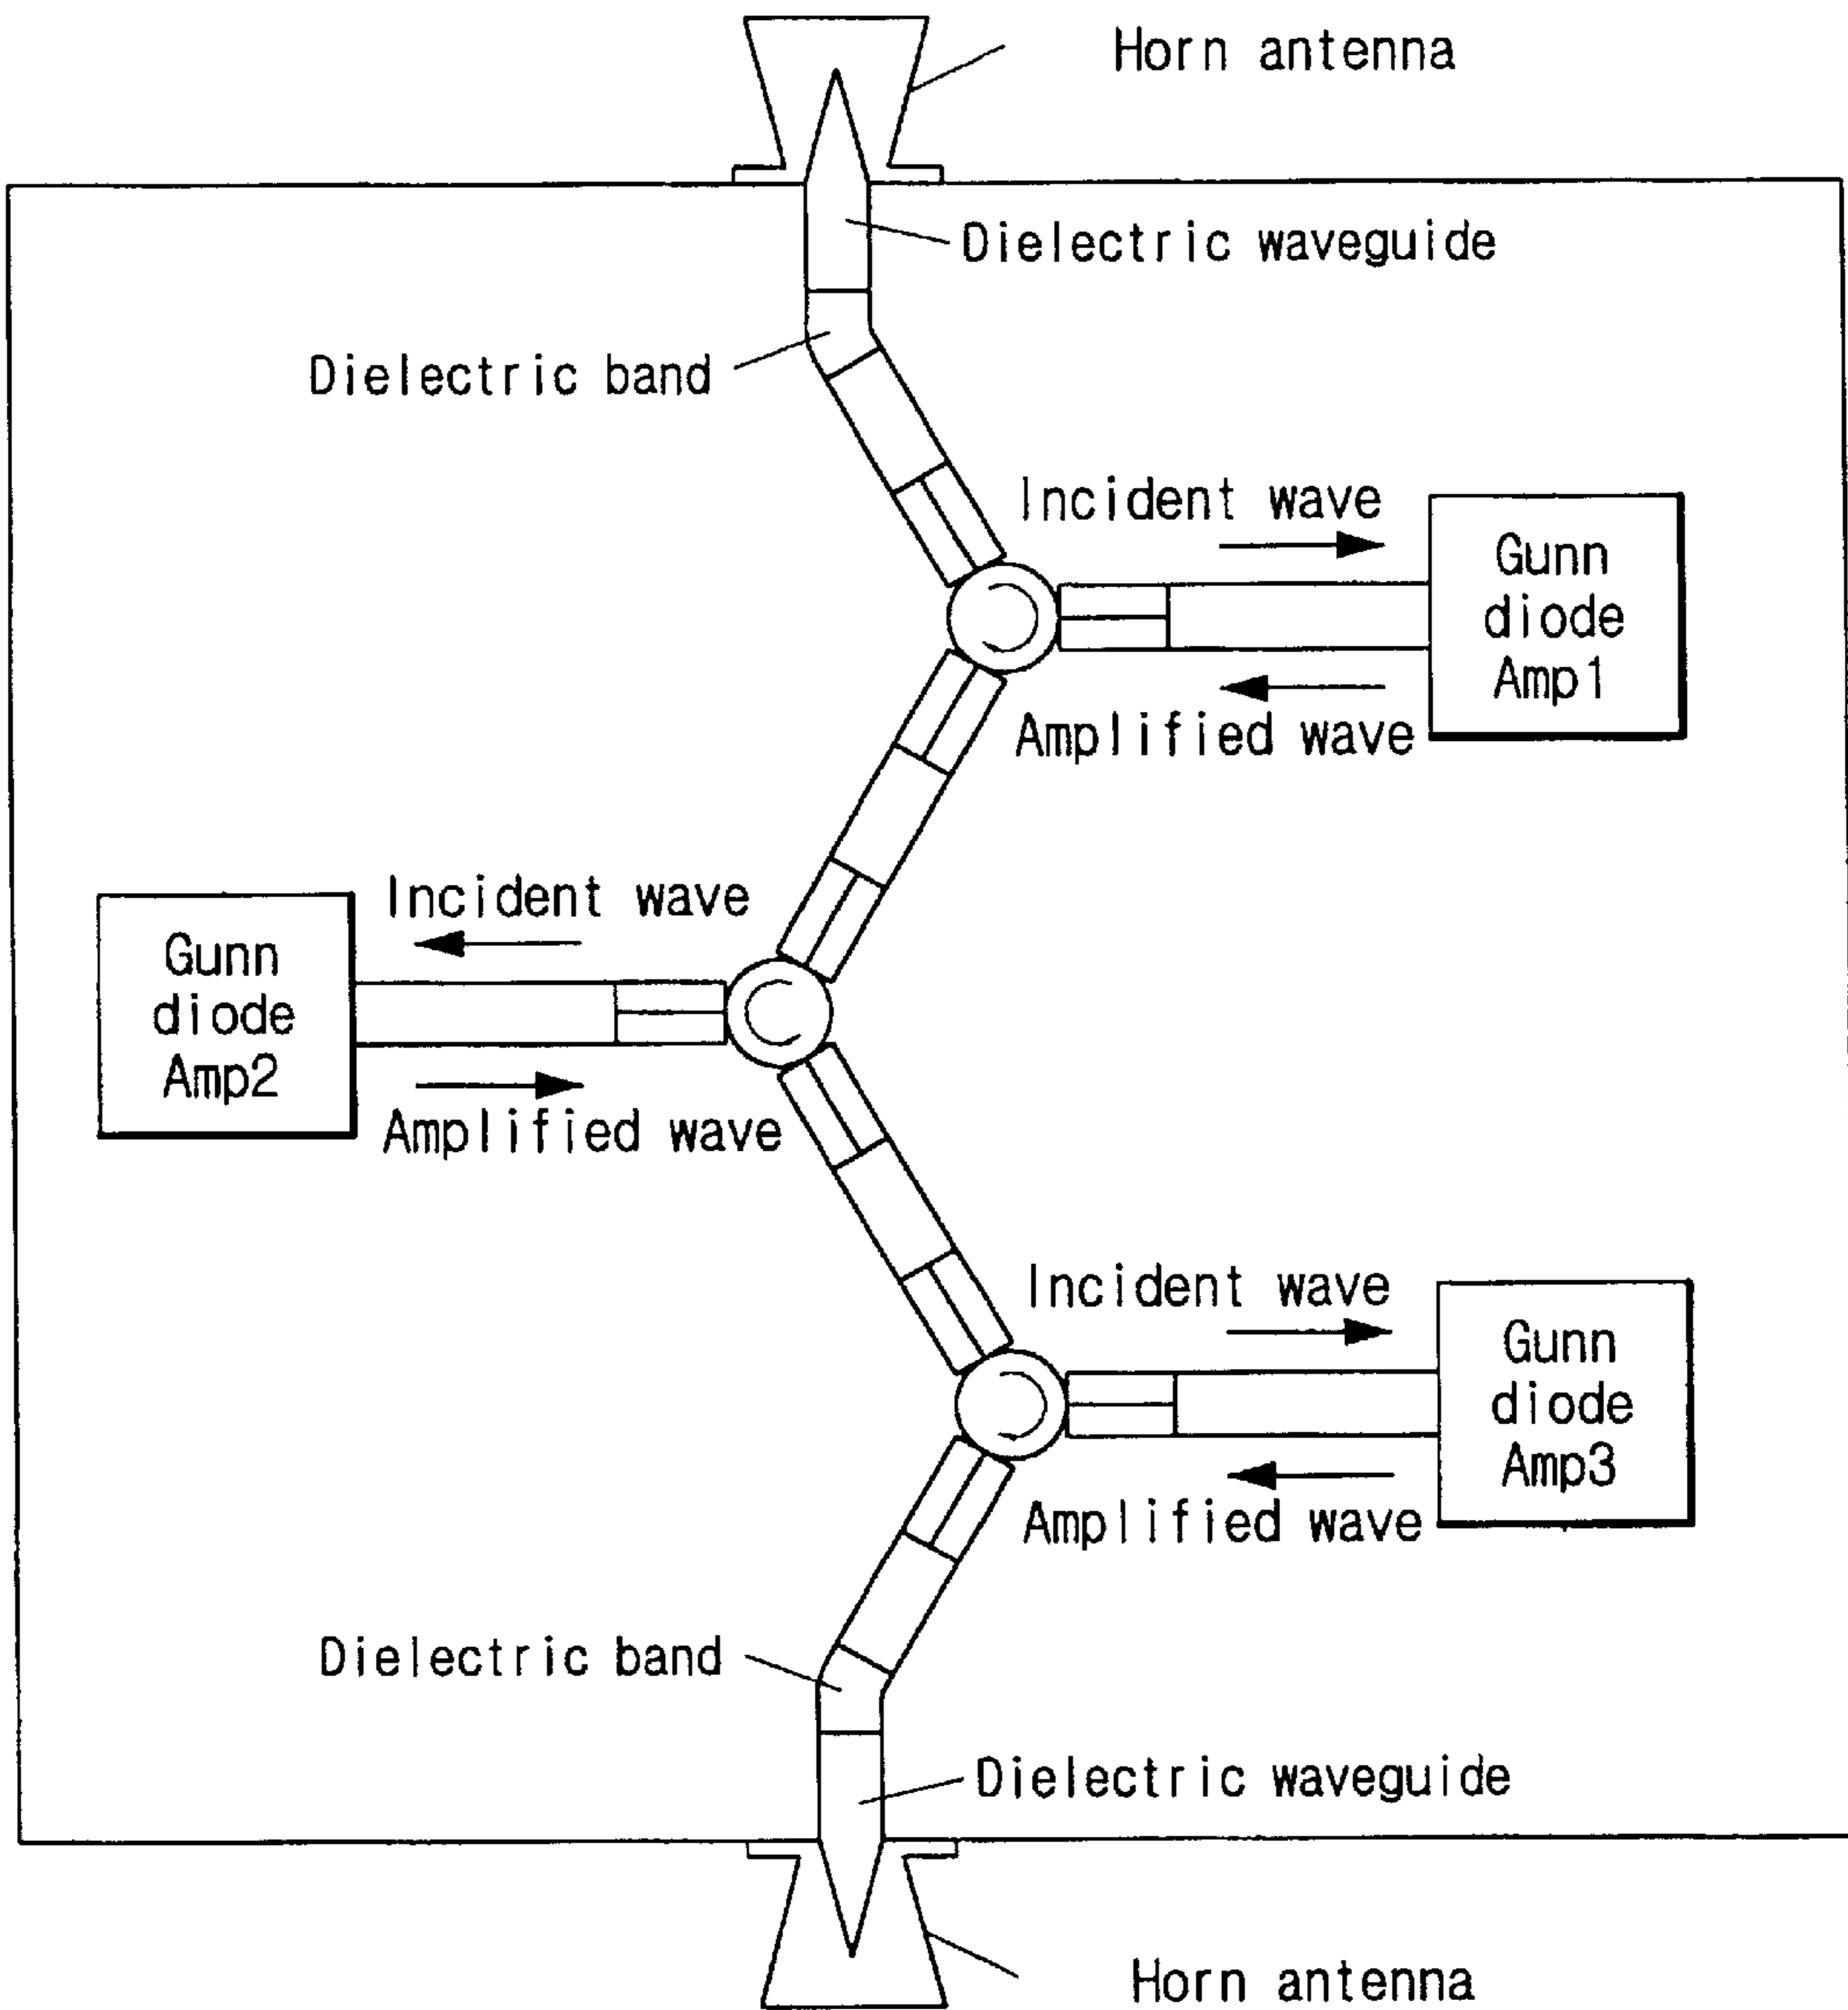 Horn antenna
Dielectric waveguide
Dielectric band
Incident wave
Gunn
diode
Amp1
Amplified wave
Incident wave
Gunn
diode
Amp2
Amplified wave
Incident wave
Gunn
diode
Amp3
Amplified wave
Dielectric band
Dielectric waveguide
Horn antenna